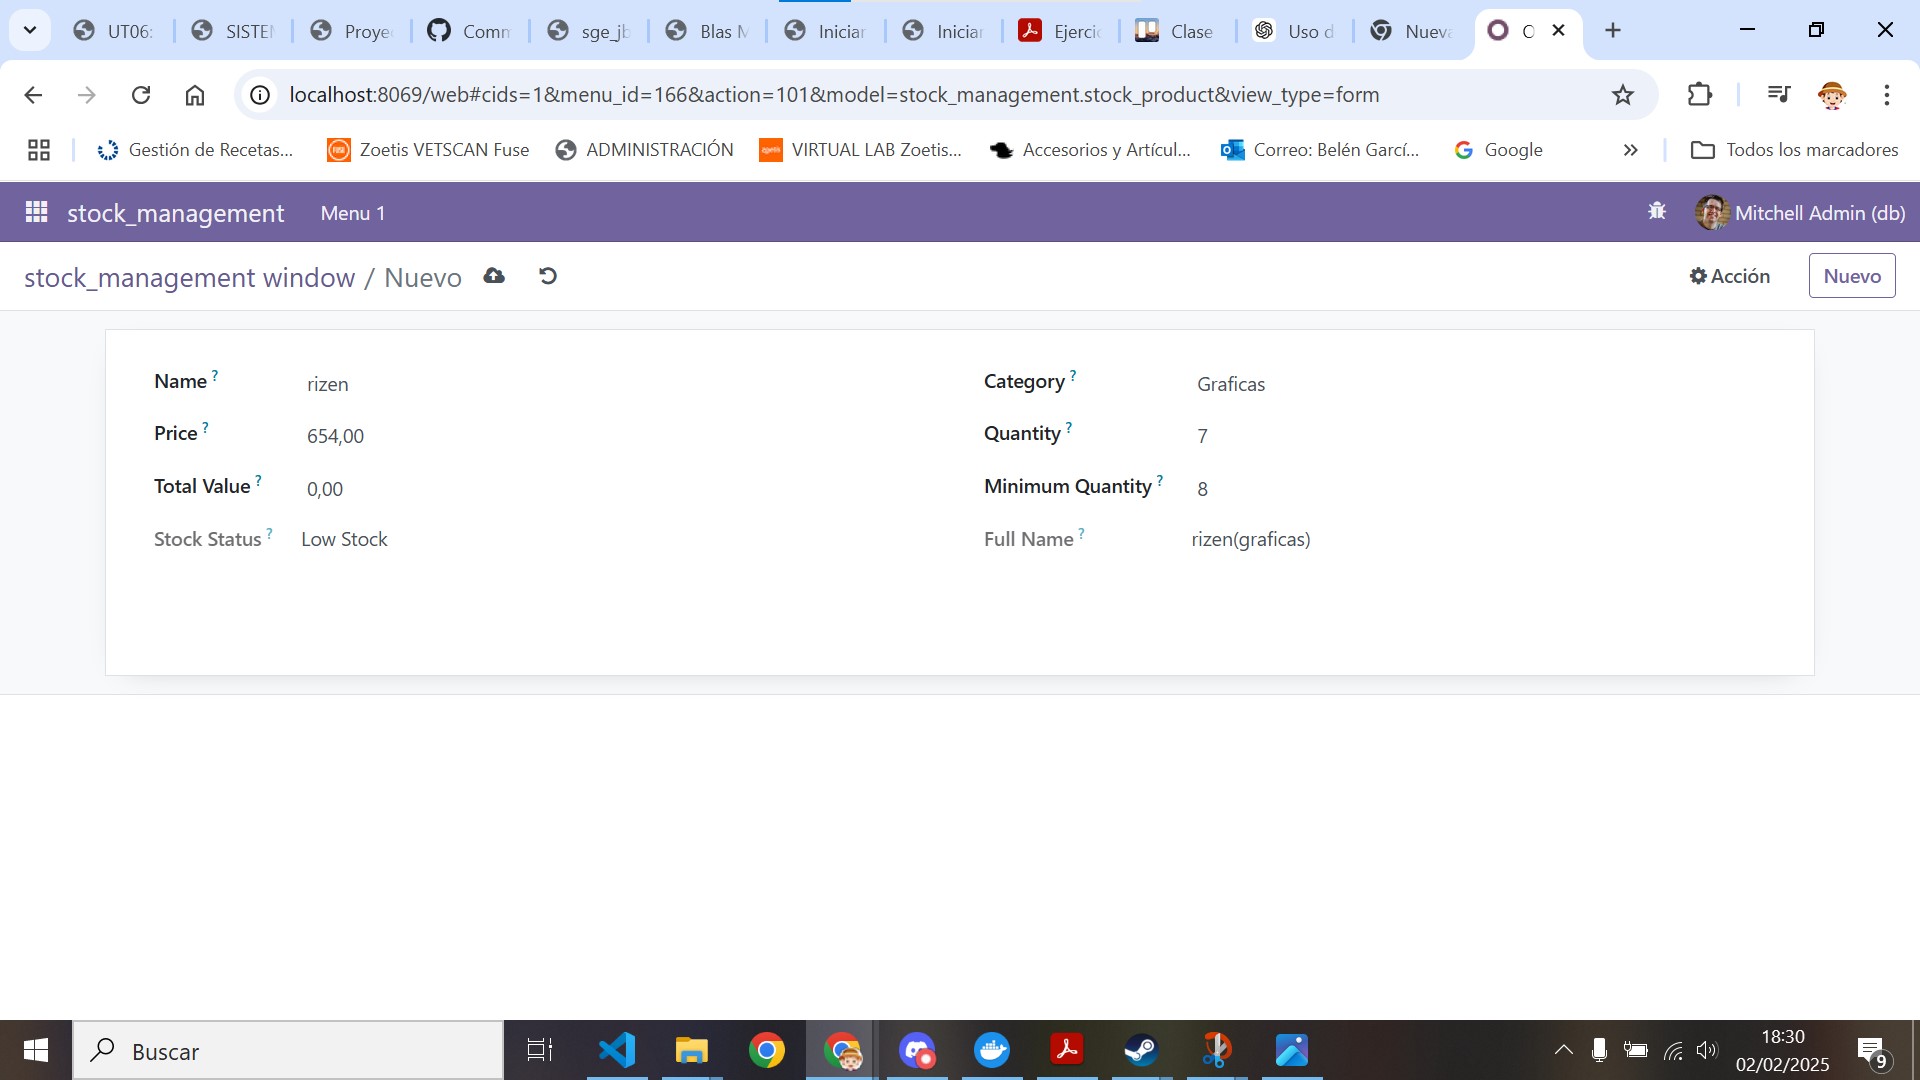 UT06: SISTEM Proye Comm sge_jb Blas M Iniciar Iniciar Ejerci Clase Uso d Nueva O
localhost:8069/web#cids=1&menu_id=166&action=101&model=stock_management.stock_product&view_type=form
Gestión de Recetas... Zoetis VETSCAN Fuse ADMINISTRACIÓN VIRTUAL LAB Zoetis... Accesorios y Artícul... Correo: Belén Garcí... Google Todos los marcadores
stock_management Menu 1 Mitchell Admin (db)
stock_management window / Nuevo Acción Nuevo
Name ? rizen Category ? Graficas
Price ? 654,00 Quantity ? 7
Total Value ? 0,00 Minimum Quantity ? 8
Stock Status ? Low Stock Full Name ? rizen(graficas)
Buscar 18:30
02/02/2025 9